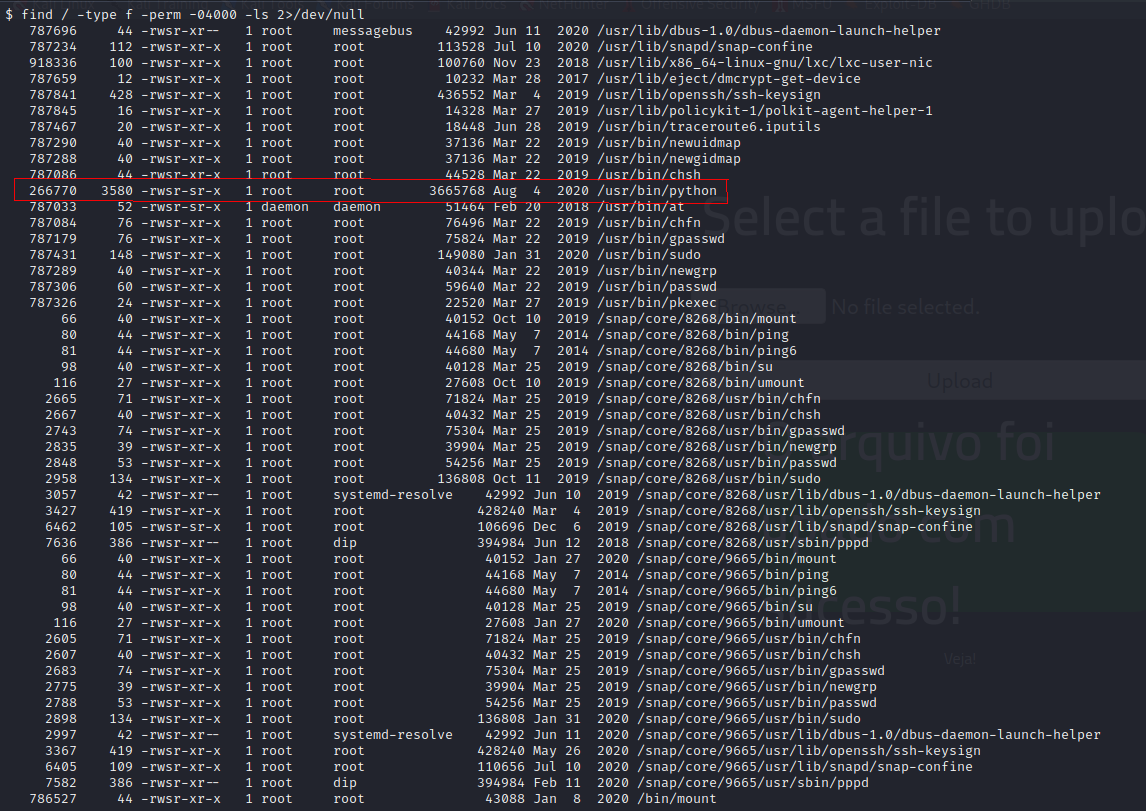 $ find / -type f -perm -04000 -ls 2>/dev/null
787696 44 -rwsr-xr-- 1 root messagebus 42992 Jun 11 2020 /usr/lib/dbus-1.0/dbus-daemon-launch-helper
787234 112 -rwsr-xr-x 1 root root 113528 Jul 10 2020 /usr/lib/snapd/snap-confine
918336 100 -rwsr-xr-x 1 root root 100760 Nov 23 2018 /usr/lib/x86_64-linux-gnu/lxc/lxc-user-nic
787659 12 -rwsr-xr-x 1 root root 10232 Mar 28 2017 /usr/lib/eject/dmcrypt-get-device
787841 428 -rwsr-xr-x 1 root root 436552 Mar 4 2019 /usr/lib/openssh/ssh-keysign
787845 16 -rwsr-xr-x 1 root root 14328 Mar 27 2019 /usr/lib/policykit-1/polkit-agent-helper-1
787467 20 -rwsr-xr-x 1 root root 18448 Jun 28 2019 /usr/bin/traceroute6.iputils
787290 40 -rwsr-xr-x 1 root root 37136 Mar 22 2019 /usr/bin/newuidmap
787288 40 -rwsr-xr-x 1 root root 37136 Mar 22 2019 /usr/bin/newgidmap
787086 44 -rwsr-xr-x 1 root root 44528 Mar 22 2019 /usr/bin/chsh
266770 3580 -rwsr-sr-x 1 root root 3665768 Aug 4 2020 /usr/bin/python
787033 52 -rwsr-sr-x 1 daemon daemon 51464 Feb 20 2018 /usr/bin/at
787084 76 -rwsr-xr-x 1 root root 76496 Mar 22 2019 /usr/bin/chfn
787179 76 -rwsr-xr-x 1 root root 75824 Mar 22 2019 /usr/bin/gpasswd
787431 148 -rwsr-xr-x 1 root root 149080 Jan 31 2020 /usr/bin/sudo
787289 40 -rwsr-xr-x 1 root root 40344 Mar 22 2019 /usr/bin/newgrp
787306 60 -rwsr-xr-x 1 root root 59640 Mar 22 2019 /usr/bin/passwd
787326 24 -rwsr-xr-x 1 root root 22520 Mar 27 2019 /usr/bin/pkexec
66 40 -rwsr-xr-x 1 root root 40152 Oct 10 2019 /snap/core/8268/bin/mount
80 44 -rwsr-xr-x 1 root root 44168 May 7 2014 /snap/core/8268/bin/ping
81 44 -rwsr-xr-x 1 root root 44680 May 7 2014 /snap/core/8268/bin/ping6
98 40 -rwsr-xr-x 1 root root 40128 Mar 25 2019 /snap/core/8268/bin/su
116 27 -rwsr-xr-x 1 root root 27608 Oct 10 2019 /snap/core/8268/bin/umount
2665 71 -rwsr-xr-x 1 root root 71824 Mar 25 2019 /snap/core/8268/usr/bin/chfn
2667 40 -rwsr-xr-x 1 root root 40432 Mar 25 2019 /snap/core/8268/usr/bin/chsh
2743 74 -rwsr-xr-x 1 root root 75304 Mar 25 2019 /snap/core/8268/usr/bin/gpasswd
2835 39 -rwsr-xr-x 1 root root 39904 Mar 25 2019 /snap/core/8268/usr/bin/newgrp
2848 53 -rwsr-xr-x 1 root root 54256 Mar 25 2019 /snap/core/8268/usr/bin/passwd
2958 134 -rwsr-xr-x 1 root root 136808 Oct 11 2019 /snap/core/8268/usr/bin/sudo
3057 42 -rwsr-xr-- 1 root systemd-resolve 42992 Jun 10 2019 /snap/core/8268/usr/lib/dbus-1.0/dbus-daemon-launch-helper
3427 419 -rwsr-xr-x 1 root root 428240 Mar 4 2019 /snap/core/8268/usr/lib/openssh/ssh-keysign
6462 105 -rwsr-sr-x 1 root root 106696 Dec 6 2019 /snap/core/8268/usr/lib/snapd/snap-confine
7636 386 -rwsr-xr-- 1 root dip 394984 Jun 12 2018 /snap/core/8268/usr/sbin/pppd
66 40 -rwsr-xr-x 1 root root 40152 Jan 27 2020 /snap/core/9665/bin/mount
80 44 -rwsr-xr-x 1 root root 44168 May 7 2014 /snap/core/9665/bin/ping
81 44 -rwsr-xr-x 1 root root 44680 May 7 2014 /snap/core/9665/bin/ping6
98 40 -rwsr-xr-x 1 root root 40128 Mar 25 2019 /snap/core/9665/bin/su
116 27 -rwsr-xr-x 1 root root 27608 Jan 27 2020 /snap/core/9665/bin/umount
2605 71 -rwsr-xr-x 1 root root 71824 Mar 25 2019 /snap/core/9665/usr/bin/chfn
2607 40 -rwsr-xr-x 1 root root 40432 Mar 25 2019 /snap/core/9665/usr/bin/chsh
2683 74 -rwsr-xr-x 1 root root 75304 Mar 25 2019 /snap/core/9665/usr/bin/gpasswd
2775 39 -rwsr-xr-x 1 root root 39904 Mar 25 2019 /snap/core/9665/usr/bin/newgrp
2788 53 -rwsr-xr-x 1 root root 54256 Mar 25 2019 /snap/core/9665/usr/bin/passwd
2898 134 -rwsr-xr-x 1 root root 136808 Jan 31 2020 /snap/core/9665/usr/bin/sudo
2997 42 -rwsr-xr-- 1 root systemd-resolve 42992 Jun 11 2020 /snap/core/9665/usr/lib/dbus-1.0/dbus-daemon-launch-helper
3367 419 -rwsr-xr-x 1 root root 428240 May 26 2020 /snap/core/9665/usr/lib/openssh/ssh-keysign
6405 109 -rwsr-xr-x 1 root root 110656 Jul 10 2020 /snap/core/9665/usr/lib/snapd/snap-confine
7582 386 -rwsr-xr-- 1 root dip 394984 Feb 11 2020 /snap/core/9665/usr/sbin/pppd
786527 44 -rwsr-xr-x 1 root root 43088 Jan 8 2020 /bin/mount
Select a file to uplo
Browse... No file selected.
Upload
arquivo foi
com
Veja!